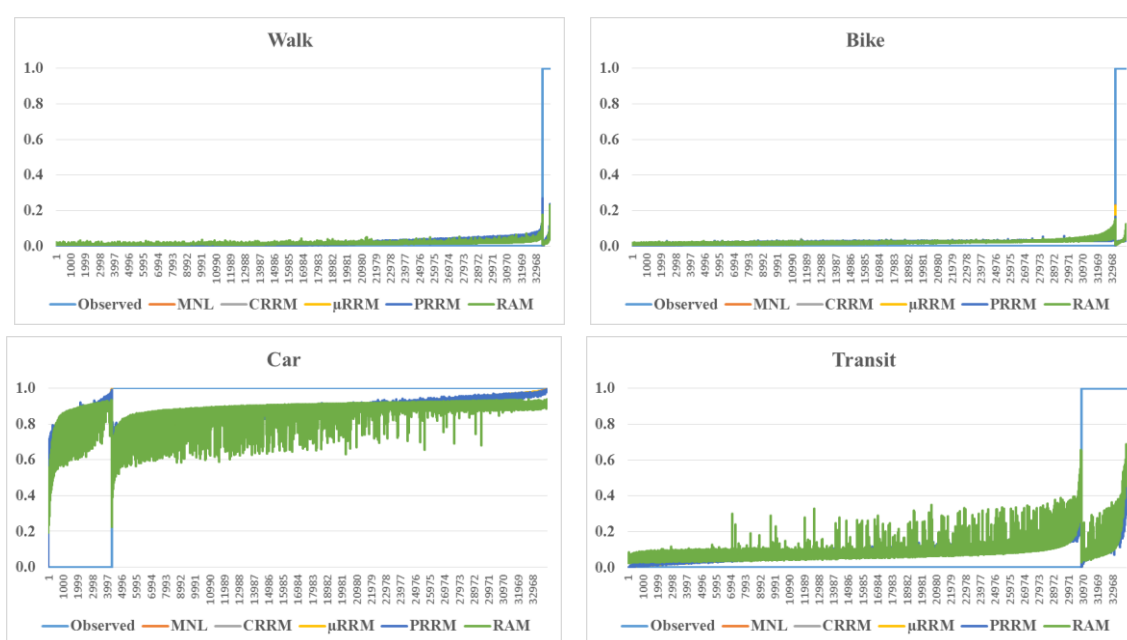 Walk
1.0
0.8
0.6
0.4
0.2
0.0
1 1000 1999 2998 3997 4996 5995 6994 7993 8992 9991 10990 11989 12988 13987 14986 15985 16984 17983 18982 19981 20980 21979 22978 23977 24976 25975 26974 27973 28972 29971 30970 31969 32968
Observed MNL CRRM μRRM PRRM RAM
Bike
1.0
0.8
0.6
0.4
0.2
0.0
1 1000 1999 2998 3997 4996 5995 6994 7993 8992 9991 10990 11989 12988 13987 14986 15985 16984 17983 18982 19981 20980 21979 22978 23977 24976 25975 26974 27973 28972 29971 30970 31969 32968
Observed MNL CRRM μRRM PRRM RAM
Car
1.0
0.8
0.6
0.4
0.2
0.0
1 1000 1999 2998 3997 4996 5995 6994 7993 8992 9991 10990 11989 12988 13987 14986 15985 16984 17983 18982 19981 20980 21979 22978 23977 24976 25975 26974 27973 28972 29971 30970 31969 32968
Observed MNL CRRM μRRM PRRM RAM
Transit
1.0
0.8
0.6
0.4
0.2
0.0
1 1000 1999 2998 3997 4996 5995 6994 7993 8992 9991 10990 11989 12988 13987 14986 15985 16984 17983 18982 19981 20980 21979 22978 23977 24976 25975 26974 27973 28972 29971 30970 31969 32968
Observed MNL CRRM μRRM PRRM RAM